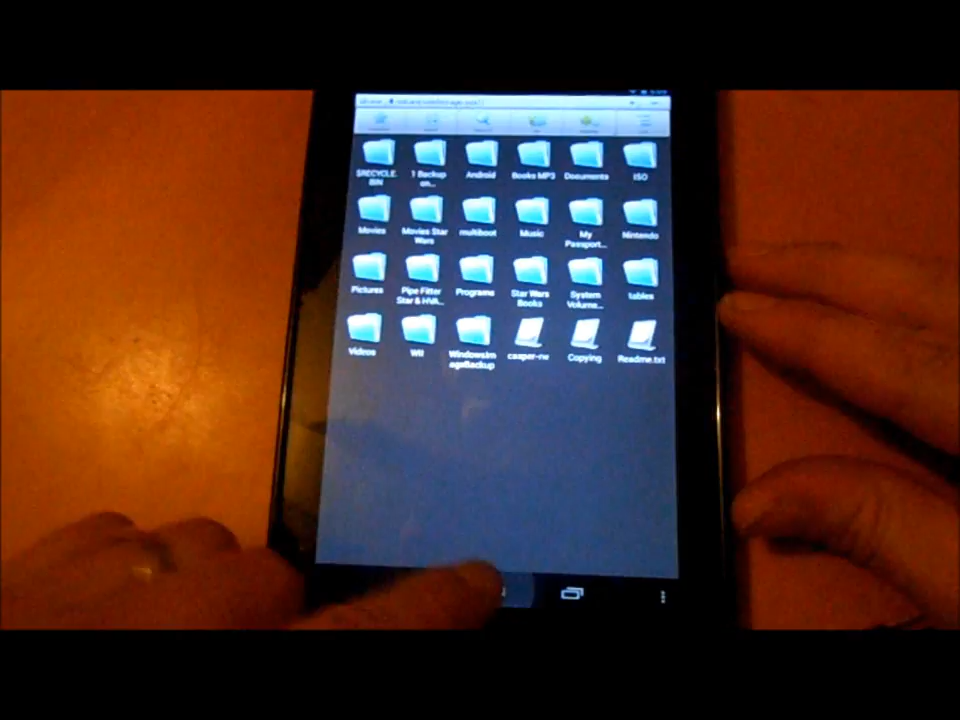 $RECYCLE.
BIN
1 Backup
on...
Android
Books MP3
Documents
ISO
Movies
Movies Star
Wars
multiboot
Music
My
Passport...
Nintendo
Pictures
Pipe Fitter
Star & HVA...
Programs
Star Wars
Books
System
Volume...
tables
Videos
WII
WindowsIm
ageBackup
casper-rw
Copying
Readme.txt